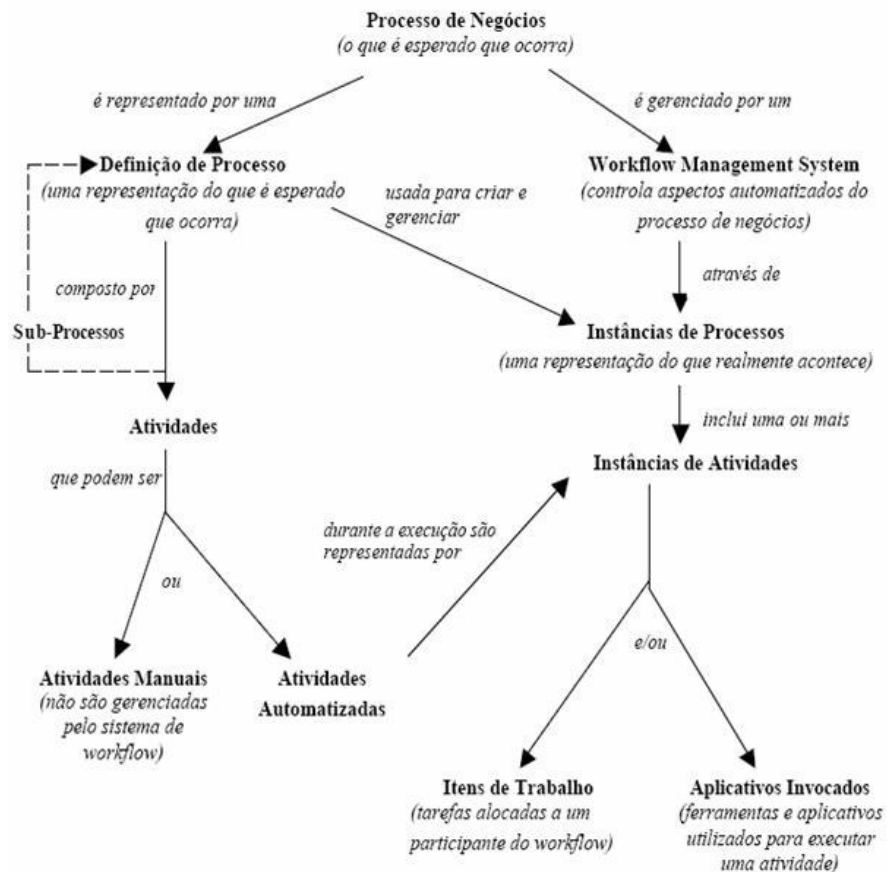 Processo de Negócios
(o que é esperado que ocorra)
é representado por uma
é gerenciado por um
Definição de Processo
(uma representação do que é esperado
que ocorra)
usada para criar e
gerenciar
Workflow Management System
(controla aspectos automatizados do
processo de negócios)
composto por
através de
Sub-Processos
Instâncias de Processos
(uma representação do que realmente acontece)
Atividades
inclui uma ou mais
que podem ser
Instâncias de Atividades
durante a execução são
representadas por
ou
e/ou
Atividades Manuais
(não são gerenciadas
pelo sistema de
workflow)
Atividades
Automatizadas
Itens de Trabalho
(tarefas alocadas a um
participante do workflow)
Aplicativos Invocados
(ferramentas e aplicativos
utilizados para executar
uma atividade)